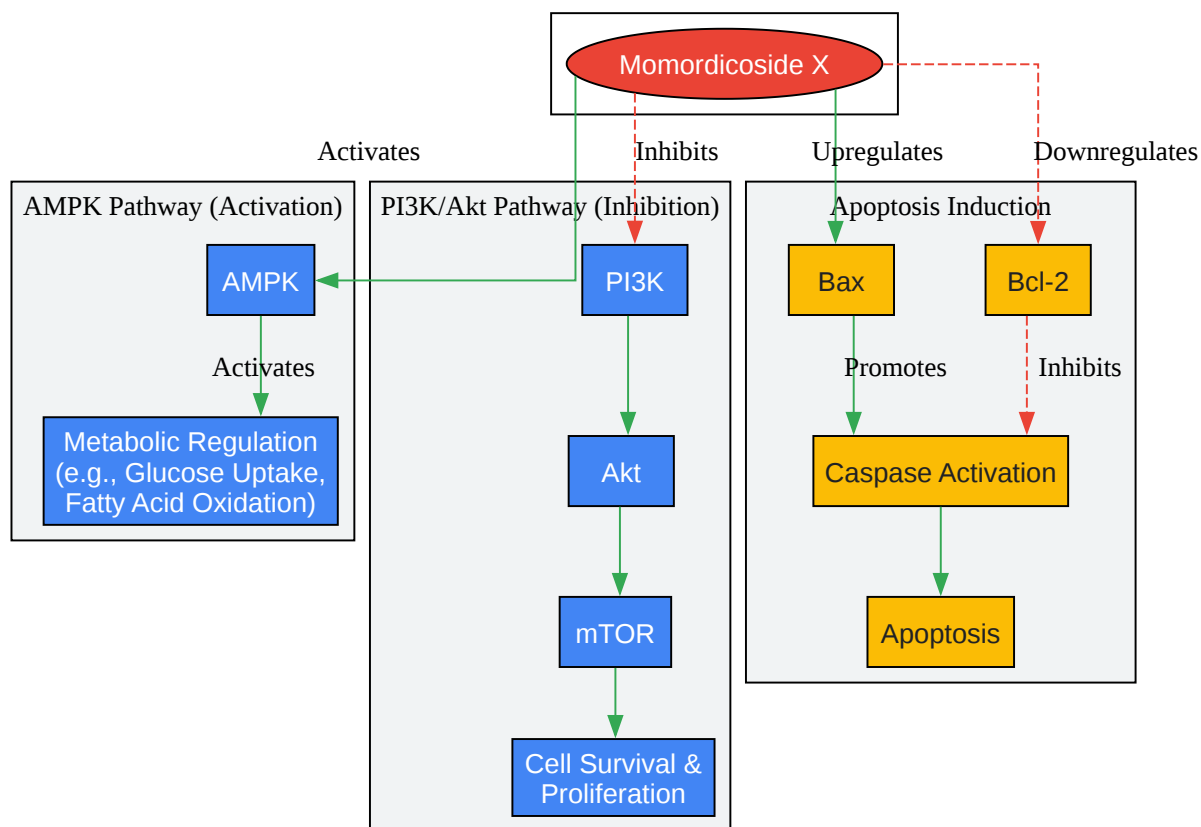 Momordicoside X
Activates
Inhibits
Upregulates
Downregulates
AMPK Pathway (Activation)
PI3K/Akt Pathway (Inhibition)
Apoptosis Induction
AMPK
PI3K
Bax
Bcl-2
Activates
Promotes
Inhibits
Metabolic Regulation
(e.g., Glucose Uptake,
Fatty Acid Oxidation)
Akt
Caspase Activation
mTOR
Apoptosis
Cell Survival &
Proliferation